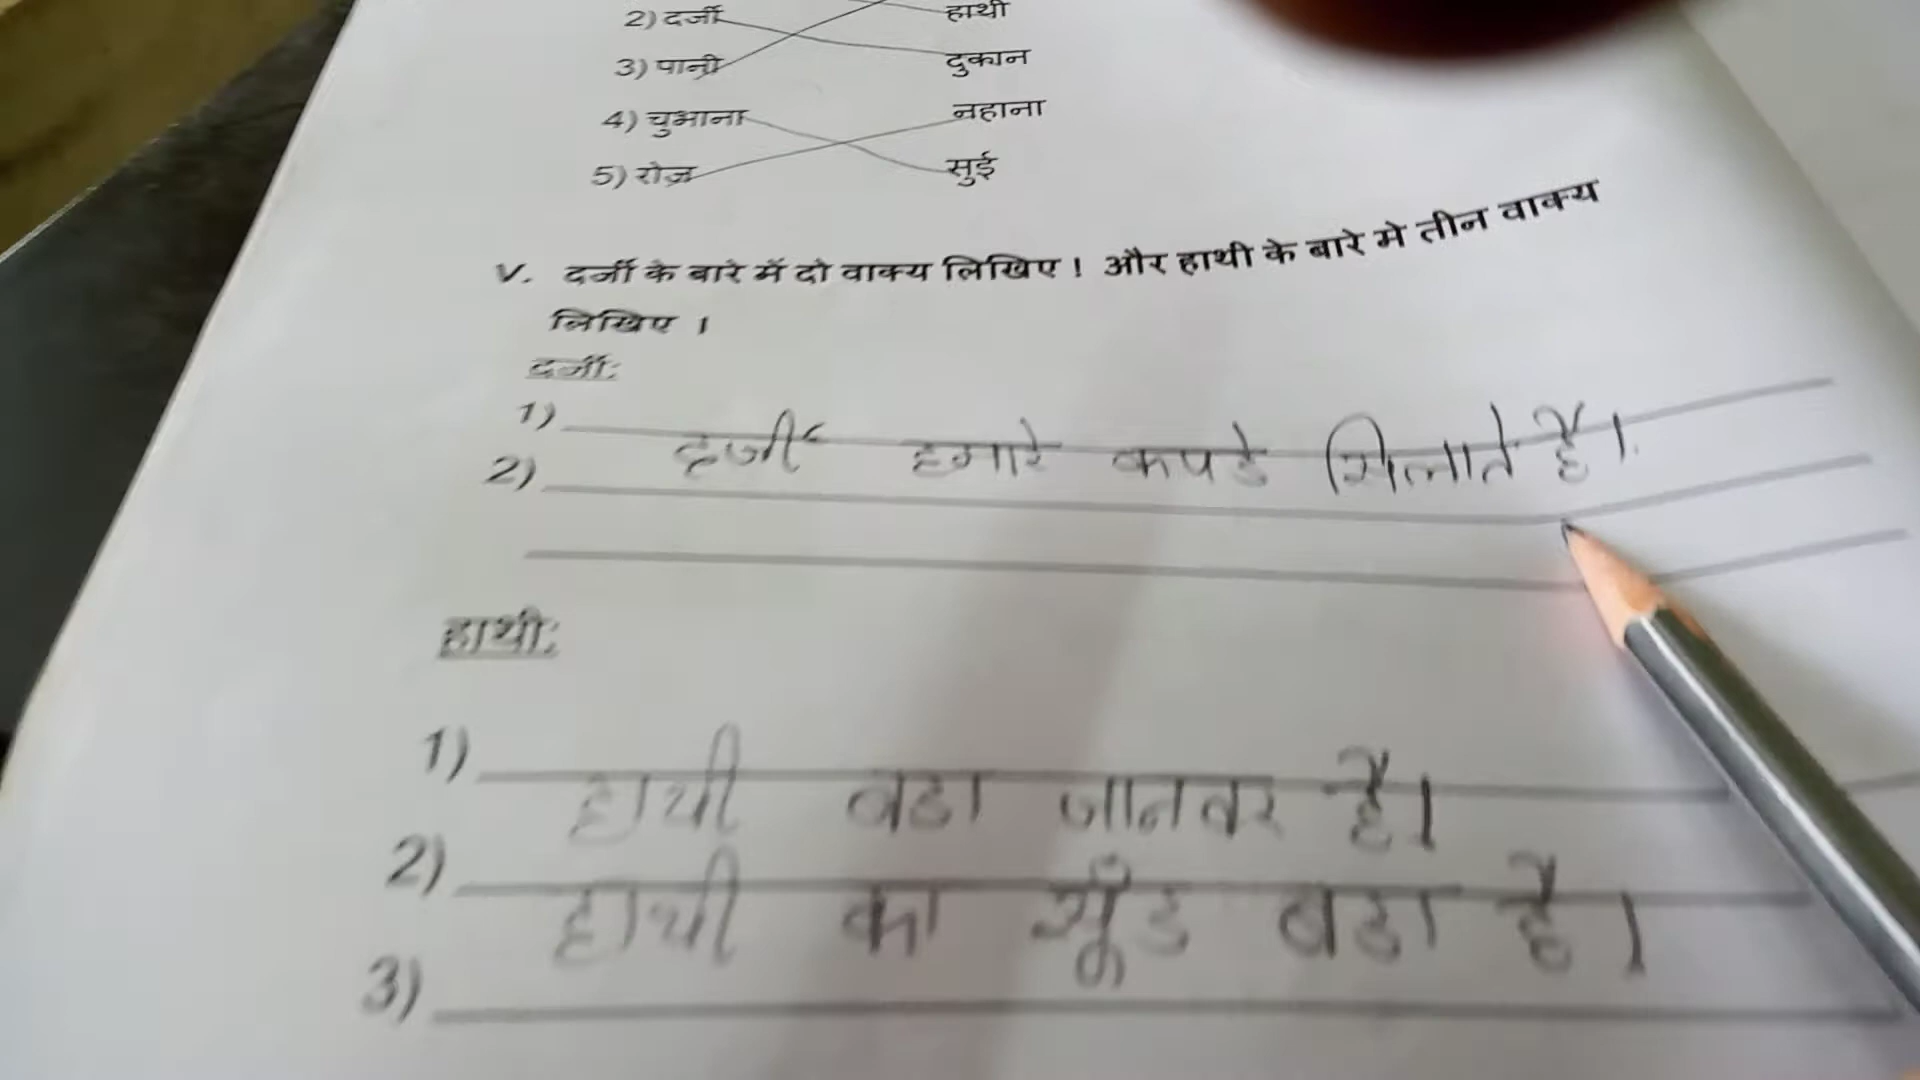 2) दर्जी हाथी
3) पानी दुकान
4) चुभाना नहाना
5) रोज़ सुई
V. दर्जी के बारे में दो वाक्य लिखिए! और हाथी के बारे मे तीन वाक्य
लिखिए ।
दर्जी:
1)
2) दर्जी हमारे कपडे सिलाते हैं।
हाथी:
1)
हाथी बडा जानवर है।
2)
हाथी का सूँड बडा है।
3)